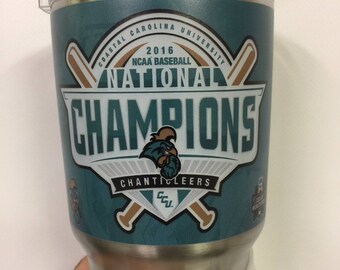 COASTAL CAROLINA UNIVERSITY
2016
NCAA BASEBALL
NATIONAL
CHAMPIONS
CHANTICLEERS
CCU